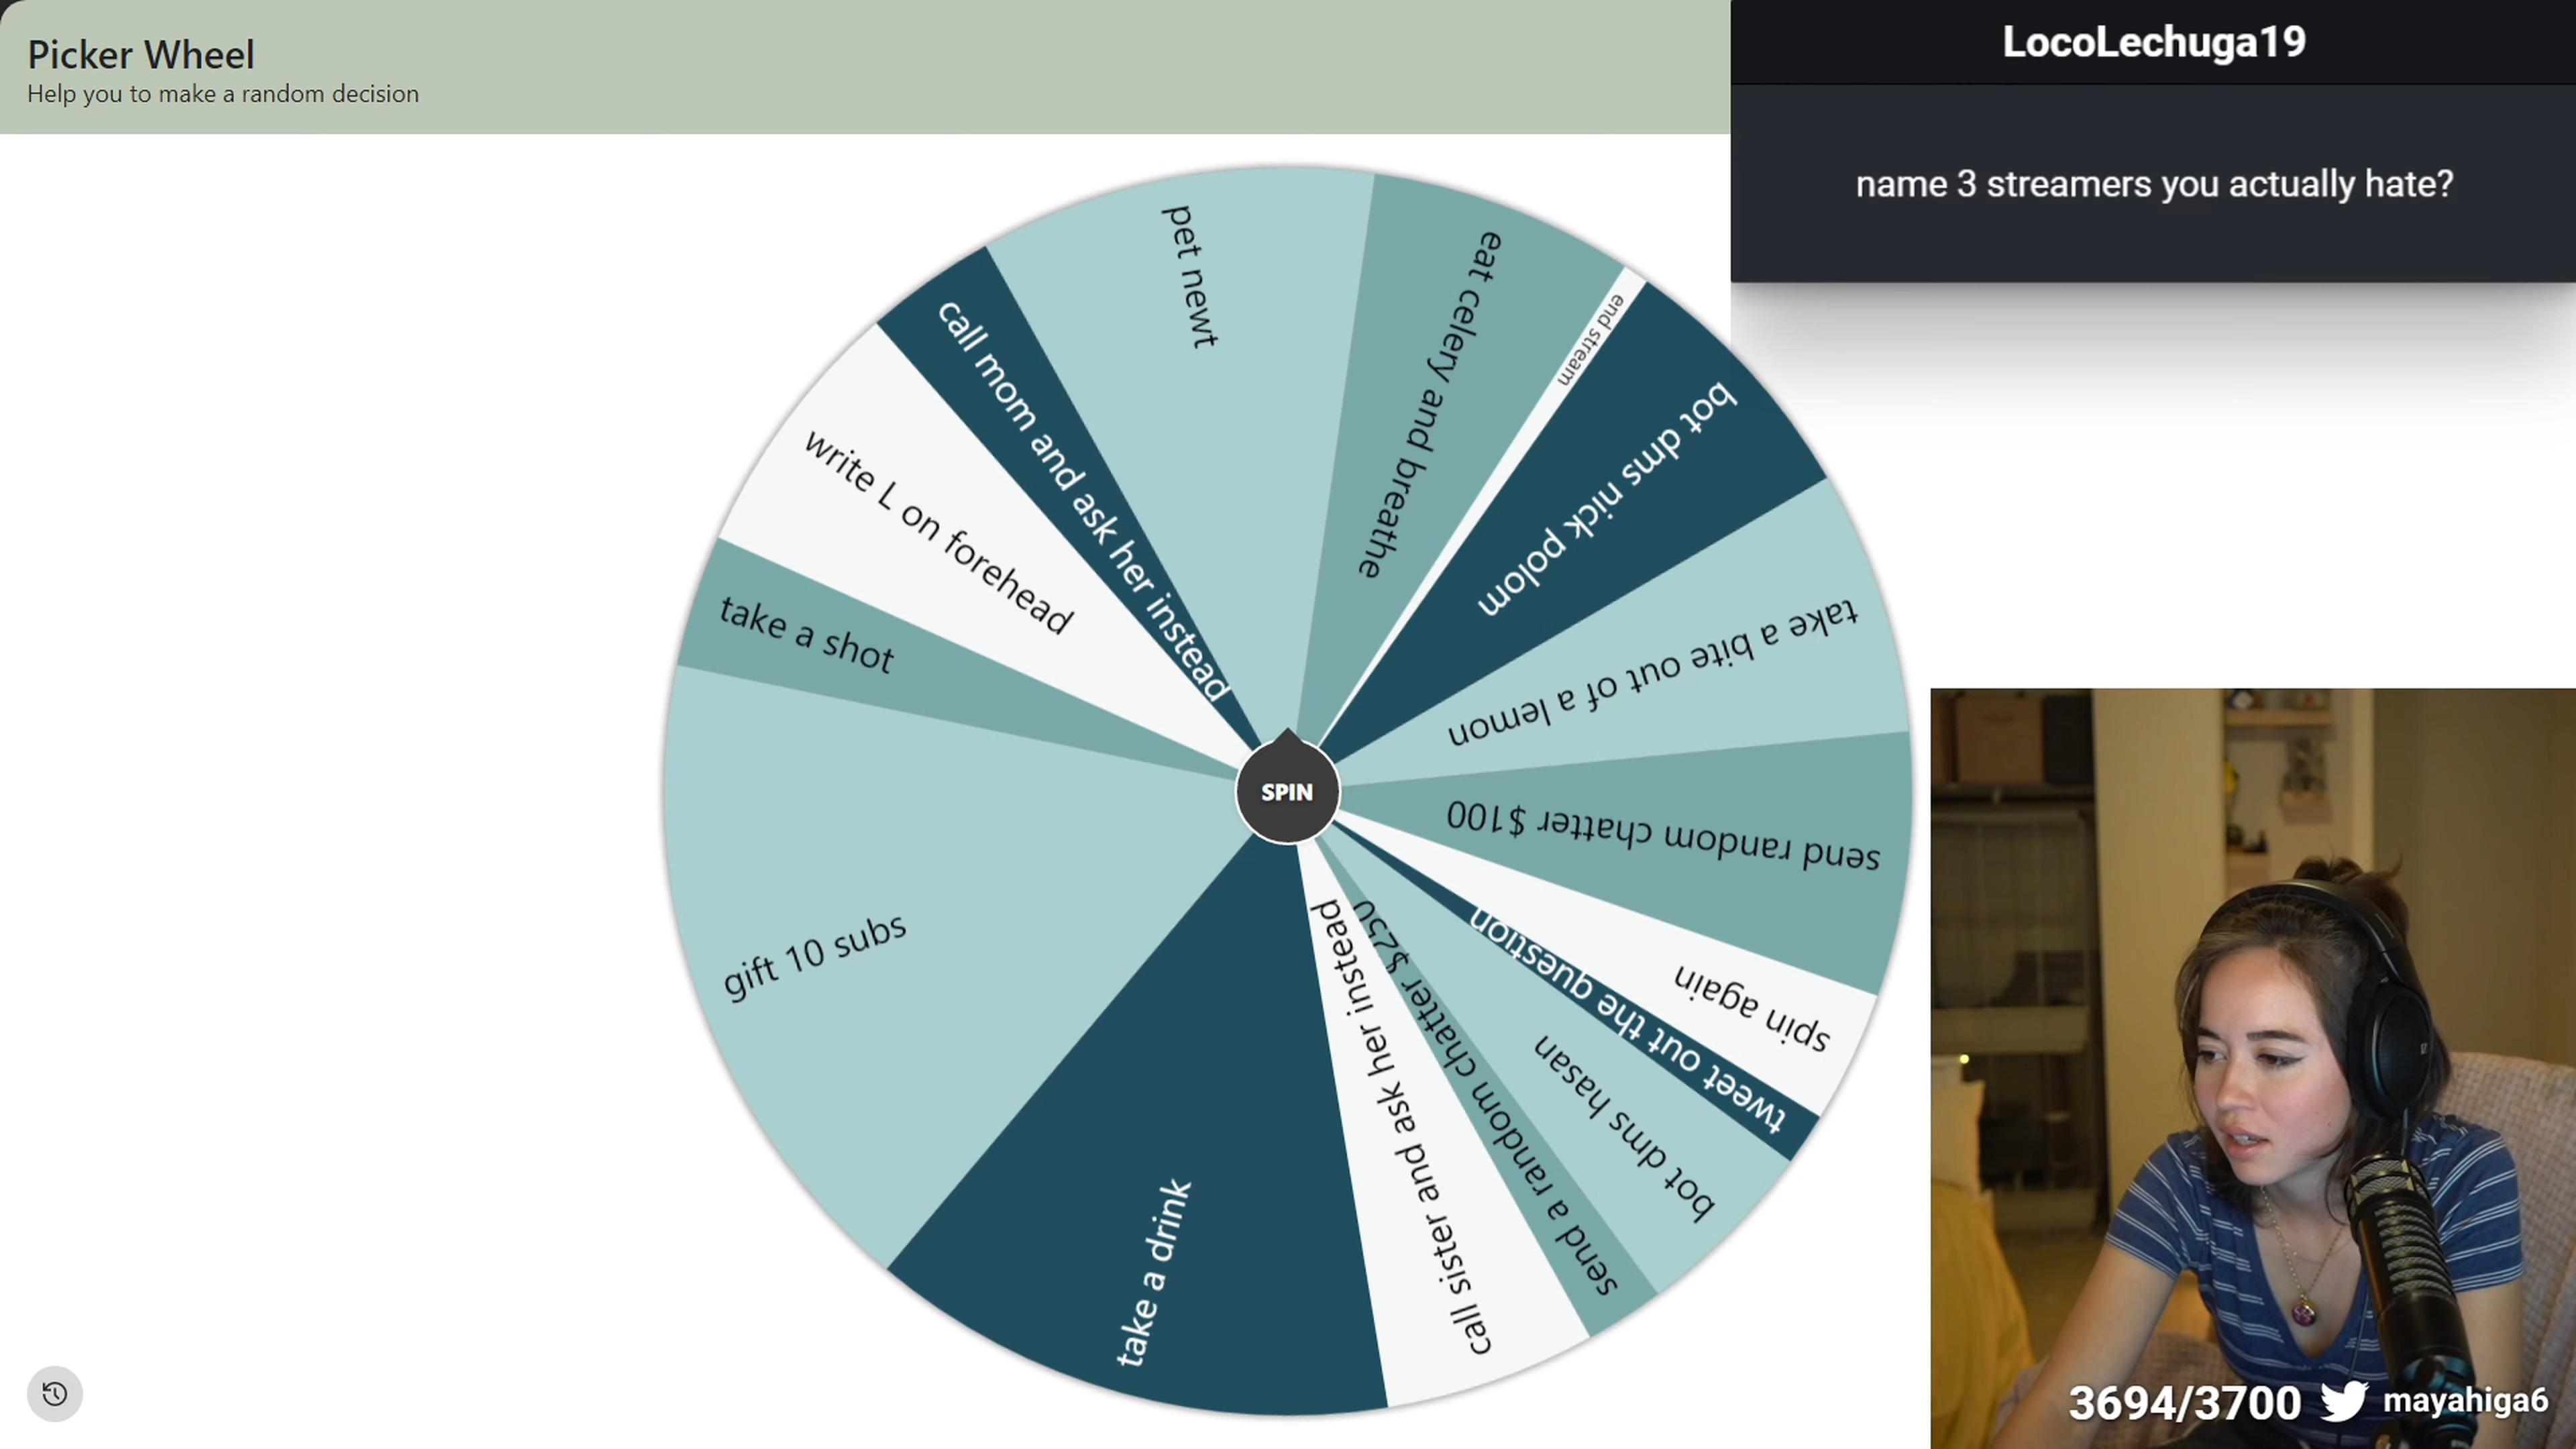 Picker Wheel
Help you to make a random decision
LocoLechuga19
name 3 streamers you actually hate?
pet newt
eat celery and breathe
end stream
bot dms nick polom
take a bite out of a lemon
send random chatter $100
spin again
tweet out the question
bot dms hasan
send a random chatter $250
call sister and ask her instead
take a drink
gift 10 subs
take a shot
write L on forehead
call mom and ask her instead
SPIN
3694/3700 mayahiga6